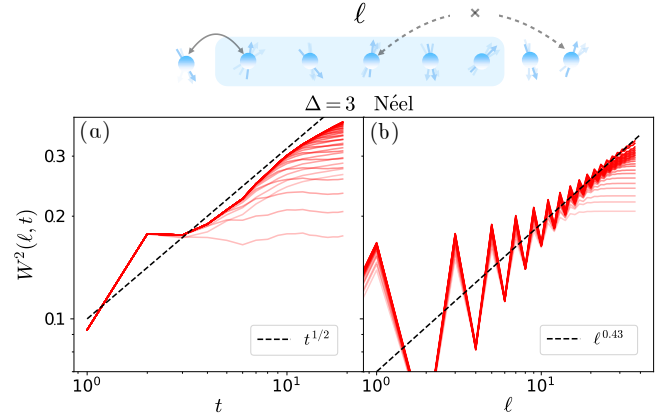 ℓ
×
Δ = 3 Néel
(a)
(b)
0.3
0.2
0.1
W²(ℓ, t)
t^{1/2}
ℓ^{0.43}
10⁰
10¹
10⁰
10¹
t
ℓ